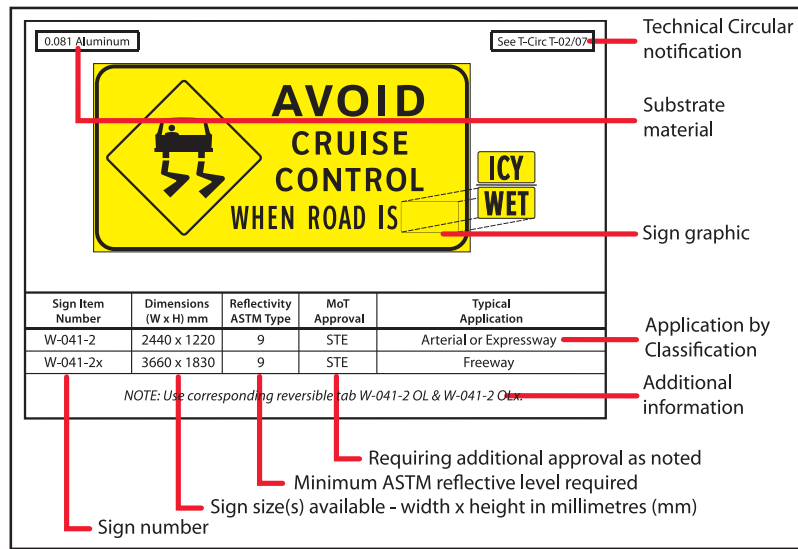 0.081 Aluminum
See T-Circ T-02/07
Technical Circular
notification
Substrate
material
AVOID
CRUISE
CONTROL
WHEN ROAD IS
ICY
WET
Sign graphic
Sign Item
Number
Dimensions
(W x H) mm
Reflectivity
ASTM Type
MoT
Approval
Typical
Application
W-041-2 2440 x 1220 9 STE Arterial or Expressway
W-041-2x 3660 x 1830 9 STE Freeway
Application by
Classification
NOTE: Use corresponding reversible tab W-041-2 OL & W-041-2 OLx.
Additional
information
Requiring additional approval as noted
Minimum ASTM reflective level required
Sign size(s) available - width x height in millimetres (mm)
Sign number